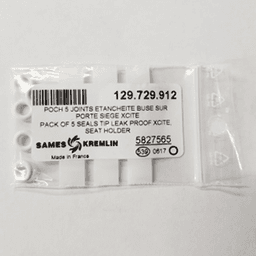 129.729.912
POCH 5 JOINTS ETANCHEITE BUSE SUR
PORTE SIEGE XCITE
PACK OF 5 SEALS TIP LEAK PROOF XCITE
SEAT HOLDER
SAMES KREMLIN
Made in France
5827565
539 0617